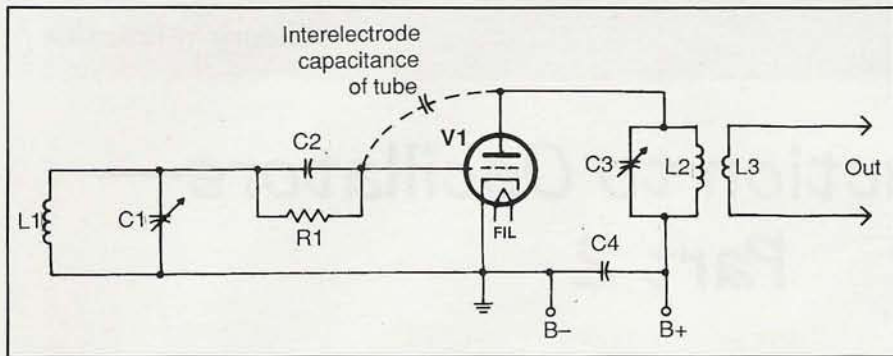 Interelectrode
capacitance
of tube
V1
C2
C3
L2
L3
Out
L1
C1
R1
FIL
C4
B–
B+